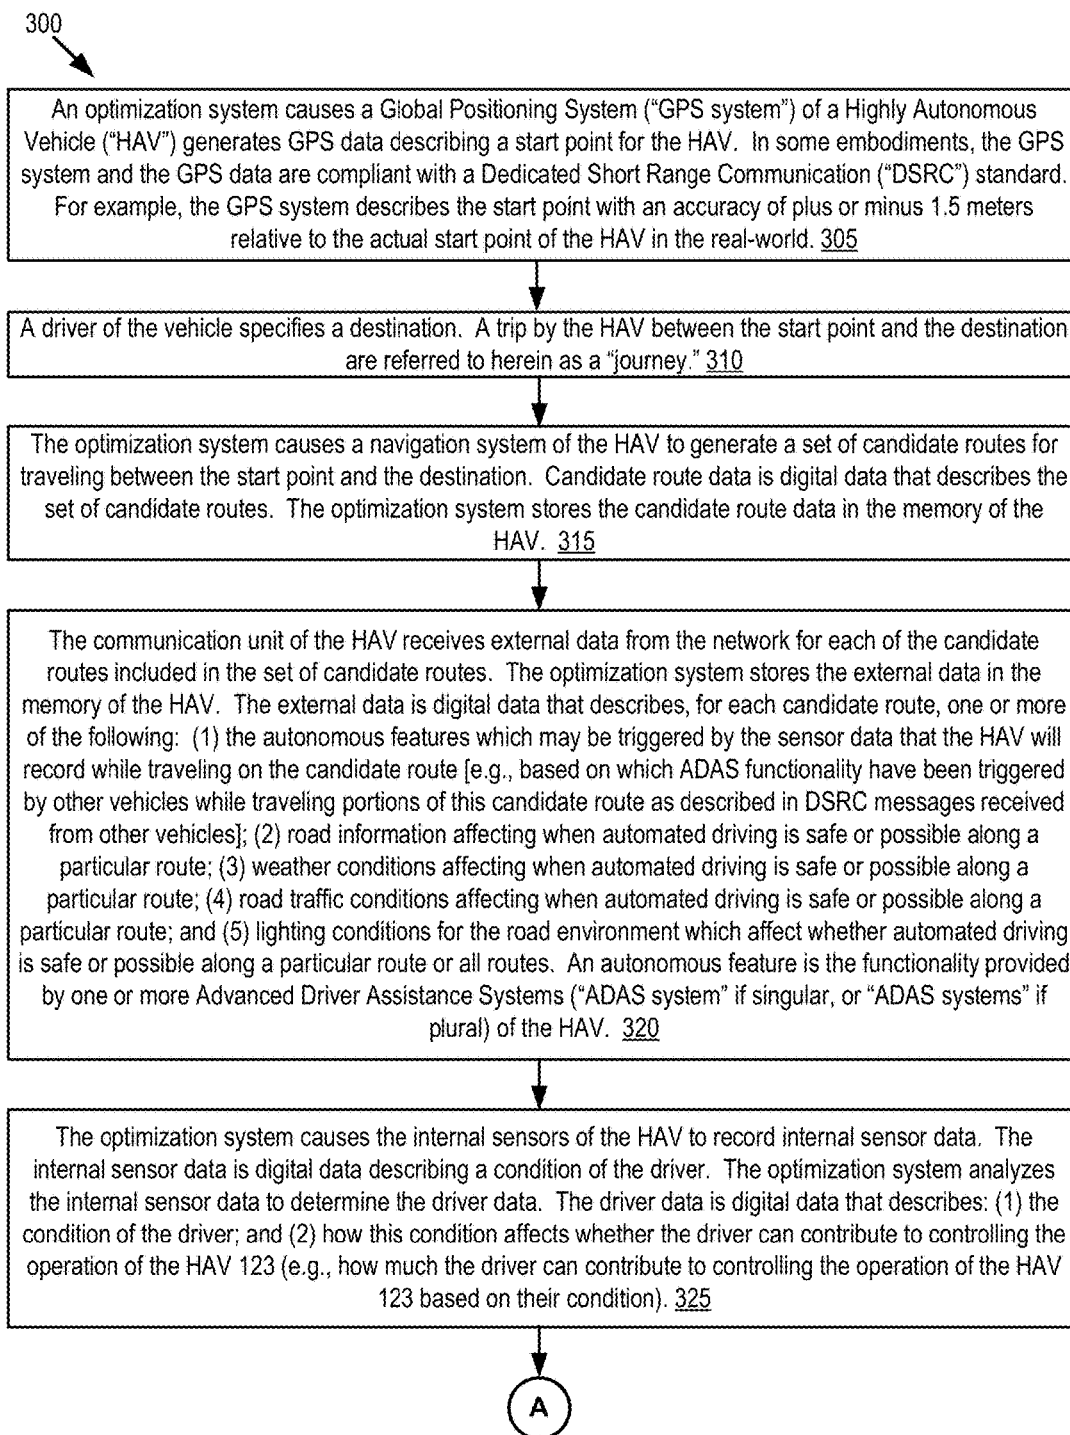 300
An optimization system causes a Global Positioning System (“GPS system”) of a Highly Autonomous
Vehicle (“HAV”) generates GPS data describing a start point for the HAV. In some embodiments, the GPS
system and the GPS data are compliant with a Dedicated Short Range Communication (“DSRC”) standard.
For example, the GPS system describes the start point with an accuracy of plus or minus 1.5 meters
relative to the actual start point of the HAV in the real-world. 305
A driver of the vehicle specifies a destination. A trip by the HAV between the start point and the destination
are referred to herein as a “journey.” 310
The optimization system causes a navigation system of the HAV to generate a set of candidate routes for
traveling between the start point and the destination. Candidate route data is digital data that describes the
set of candidate routes. The optimization system stores the candidate route data in the memory of the
HAV. 315
The communication unit of the HAV receives external data from the network for each of the candidate
routes included in the set of candidate routes. The optimization system stores the external data in the
memory of the HAV. The external data is digital data that describes, for each candidate route, one or more
of the following: (1) the autonomous features which may be triggered by the sensor data that the HAV will
record while traveling on the candidate route [e.g., based on which ADAS functionality have been triggered
by other vehicles while traveling portions of this candidate route as described in DSRC messages received
from other vehicles]; (2) road information affecting when automated driving is safe or possible along a
particular route; (3) weather conditions affecting when automated driving is safe or possible along a
particular route; (4) road traffic conditions affecting when automated driving is safe or possible along a
particular route; and (5) lighting conditions for the road environment which affect whether automated driving
is safe or possible along a particular route or all routes. An autonomous feature is the functionality provided
by one or more Advanced Driver Assistance Systems (“ADAS system” if singular, or “ADAS systems” if
plural) of the HAV. 320
The optimization system causes the internal sensors of the HAV to record internal sensor data. The
internal sensor data is digital data describing a condition of the driver. The optimization system analyzes
the internal sensor data to determine the driver data. The driver data is digital data that describes: (1) the
condition of the driver; and (2) how this condition affects whether the driver can contribute to controlling the
operation of the HAV 123 (e.g., how much the driver can contribute to controlling the operation of the HAV
123 based on their condition). 325
A